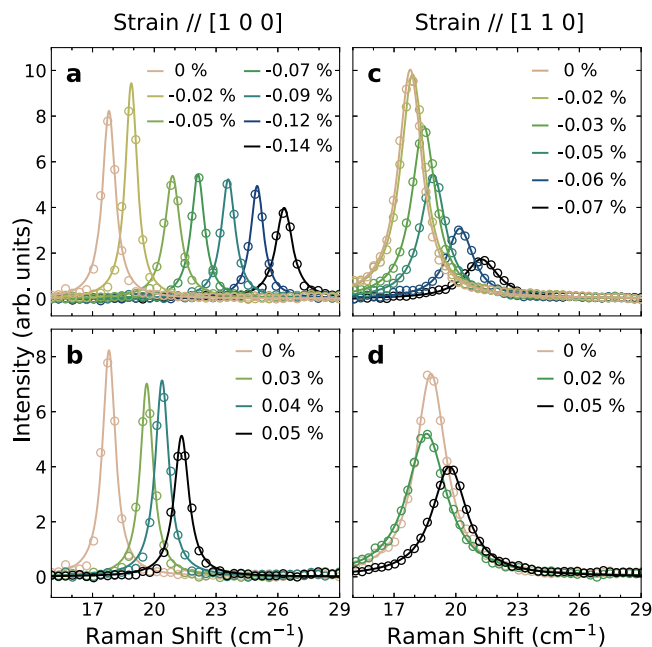 Strain // [1 0 0]
Strain // [1 1 0]
a
0 %
-0.02 %
-0.05 %
-0.07 %
-0.09 %
-0.12 %
-0.14 %
c
0 %
-0.02 %
-0.03 %
-0.05 %
-0.06 %
-0.07 %
10
8
6
4
2
0
b
0 %
0.03 %
0.04 %
0.05 %
d
0 %
0.02 %
0.05 %
8
6
4
2
0
Intensity (arb. units)
17 20 23 26 29
17 20 23 26 29
Raman Shift (cm⁻¹)
Raman Shift (cm⁻¹)